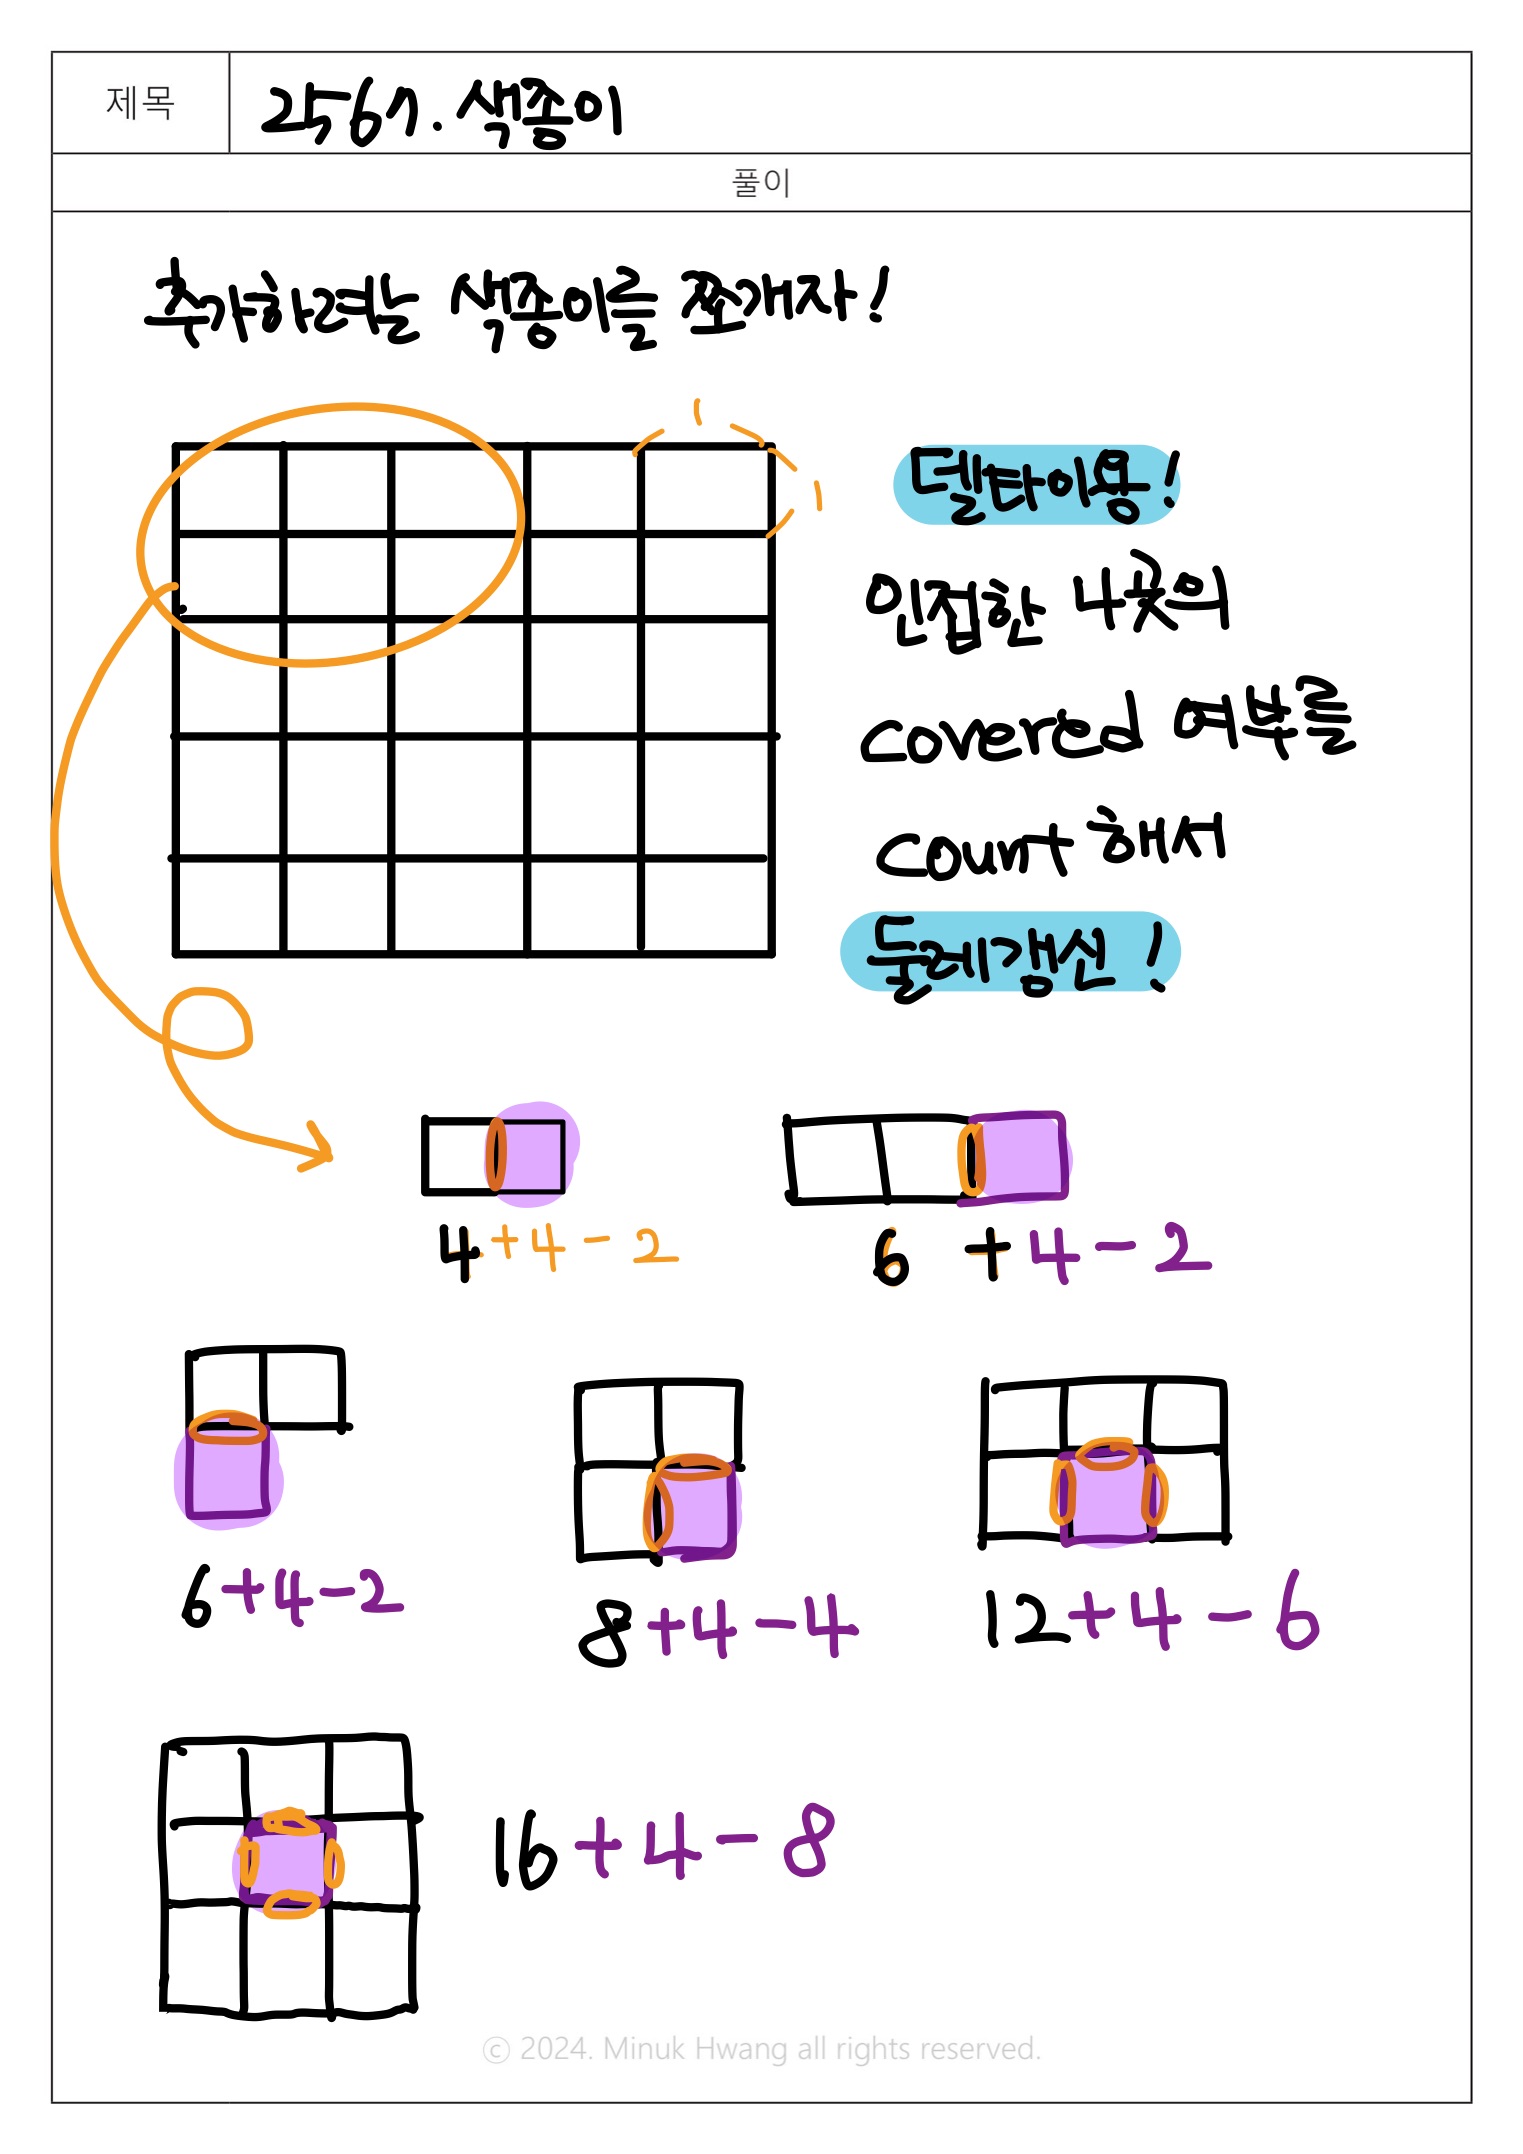 제목
2567. 색종이
풀이
추가하려는 색종이를 쪼개자!
델타이용!
인접한 4곳의
covered 여부를
count 해서
둘레갱신 !
4+4-2
6 +4-2
6+4-2
8+4-4
12+4-6
16+4-8
ⓒ 2024. Minuk Hwang all rights reserved.